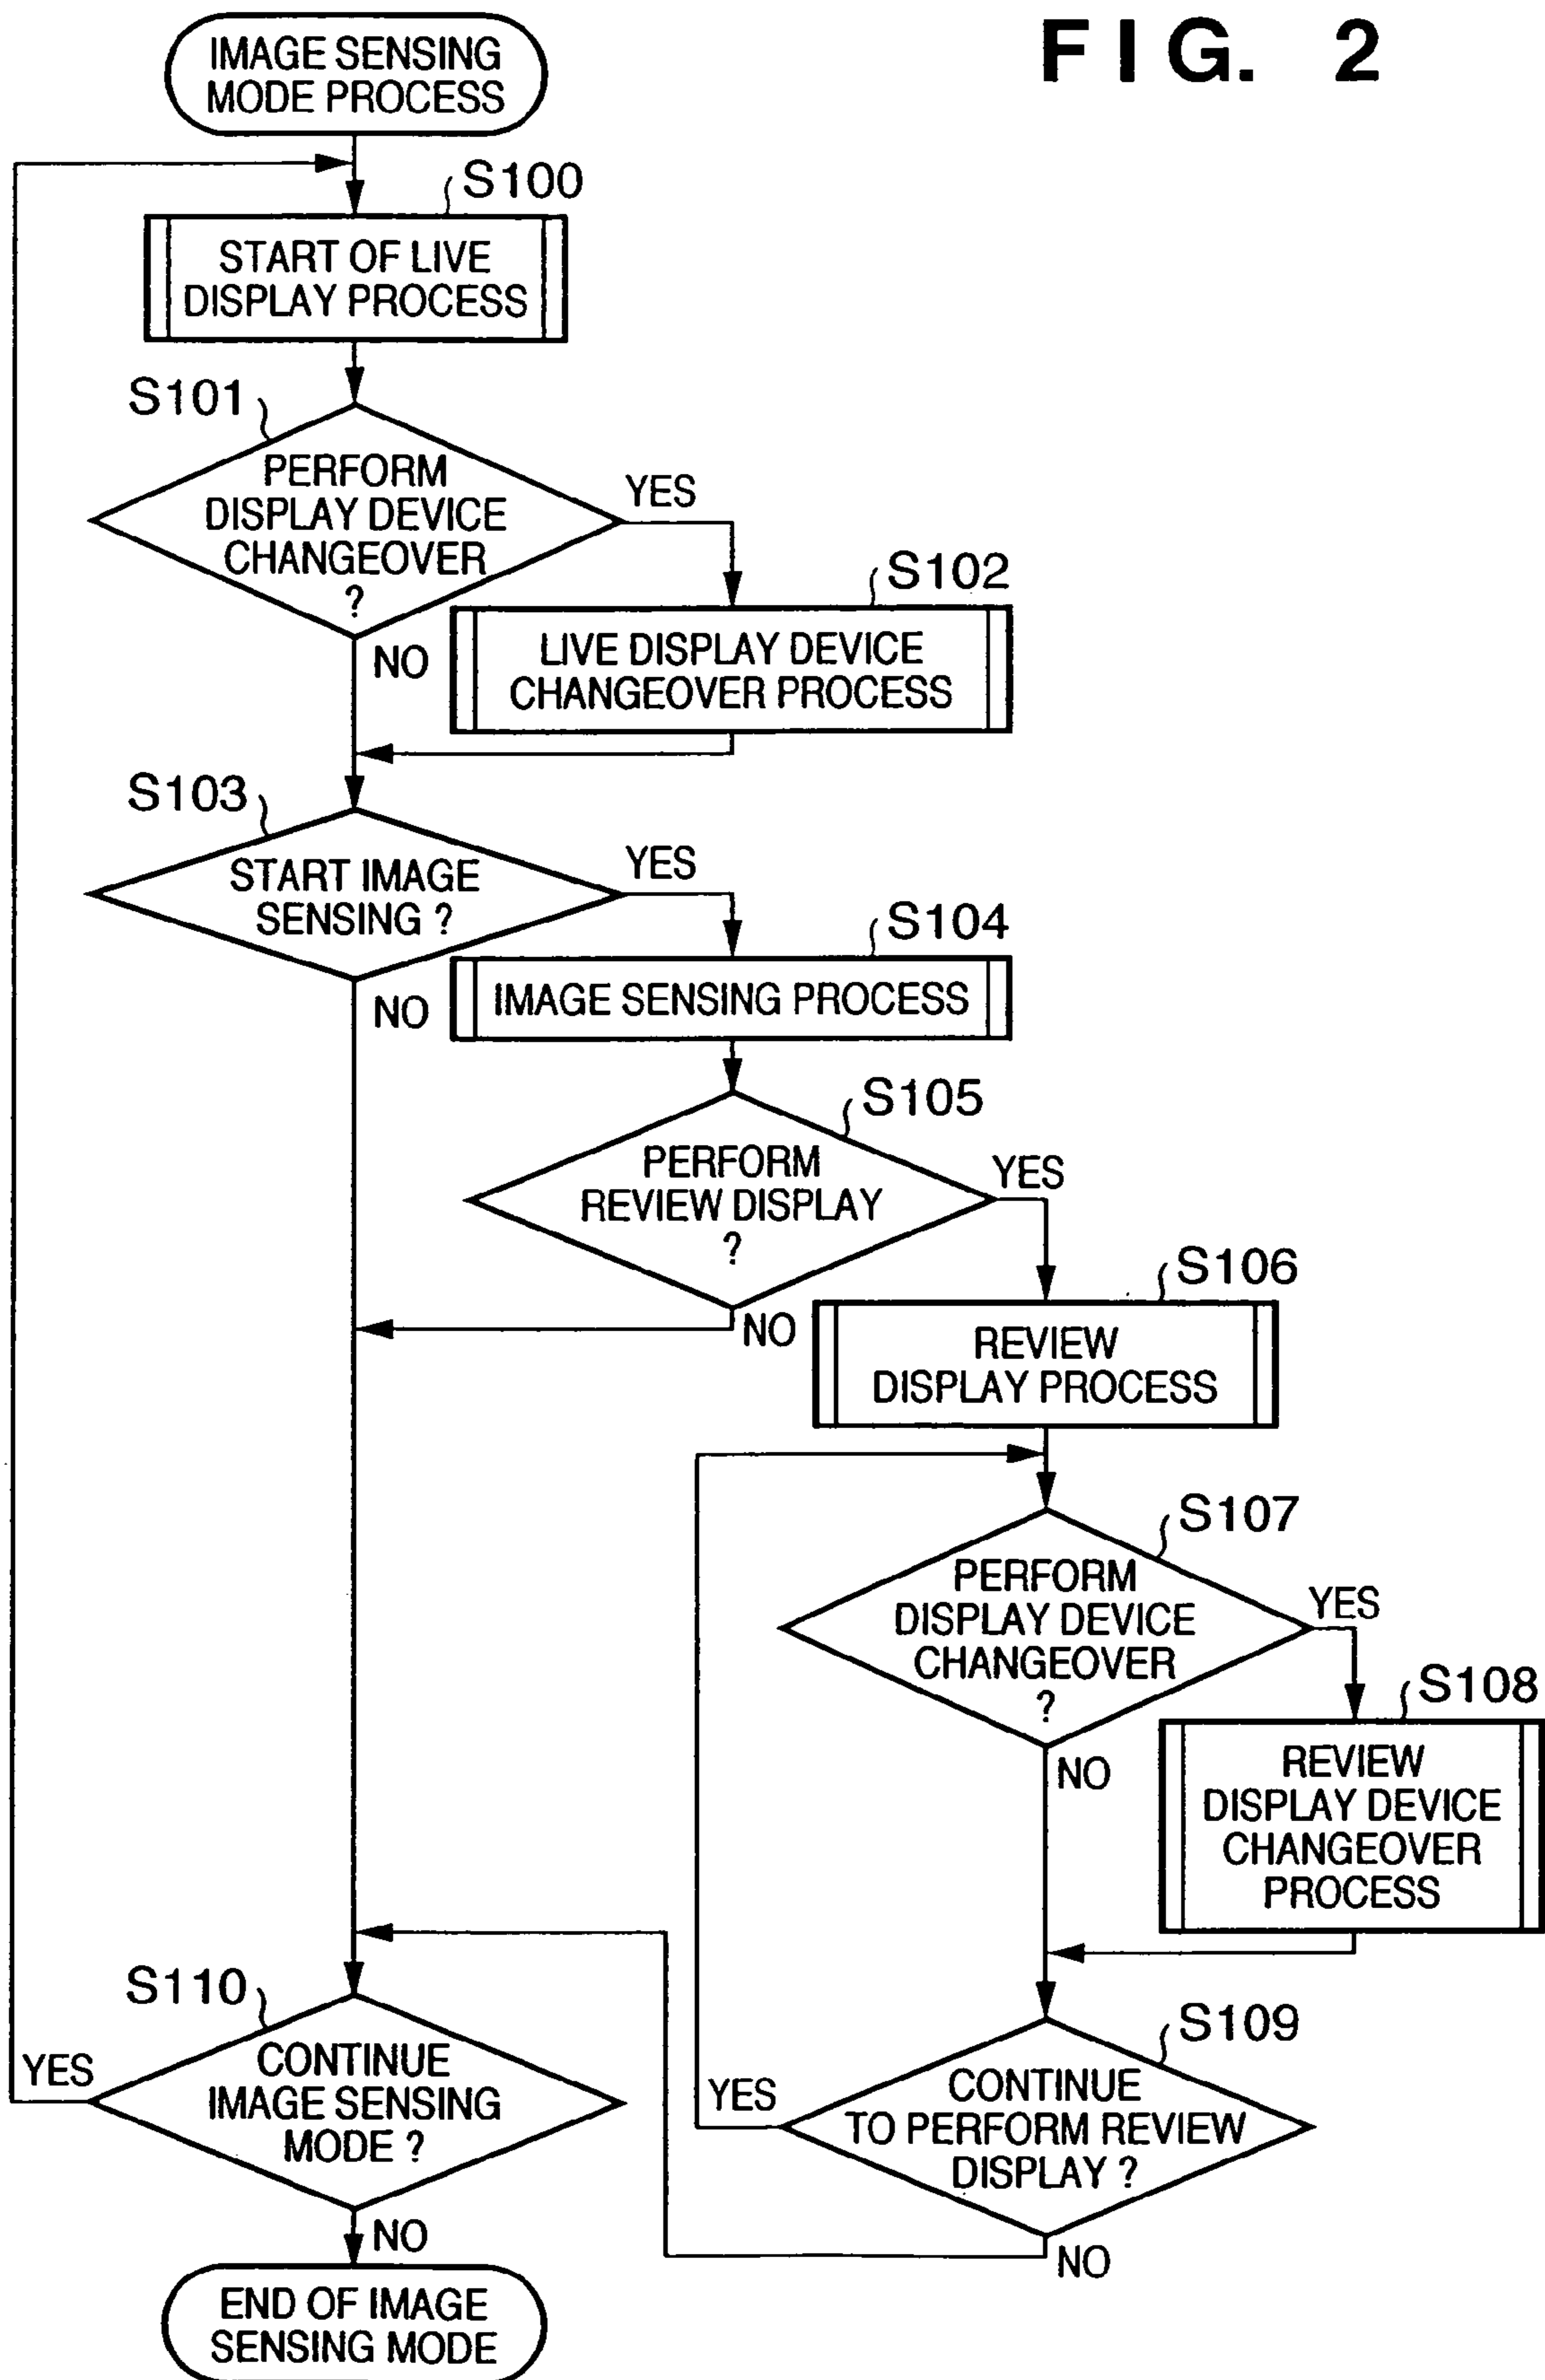 FIG. 2
IMAGE SENSING
MODE PROCESS
S100
START OF LIVE
DISPLAY PROCESS
S101
PERFORM
DISPLAY DEVICE
CHANGEOVER
?
YES
NO
S102
LIVE DISPLAY DEVICE
CHANGEOVER PROCESS
S103
START IMAGE
SENSING ?
YES
NO
S104
IMAGE SENSING PROCESS
S105
PERFORM
REVIEW DISPLAY
?
YES
NO
S106
REVIEW
DISPLAY PROCESS
S107
PERFORM
DISPLAY DEVICE
CHANGEOVER
?
YES
NO
S108
REVIEW
DISPLAY DEVICE
CHANGEOVER
PROCESS
S109
CONTINUE
TO PERFORM REVIEW
DISPLAY ?
YES
NO
S110
CONTINUE
IMAGE SENSING
MODE ?
YES
NO
END OF IMAGE
SENSING MODE